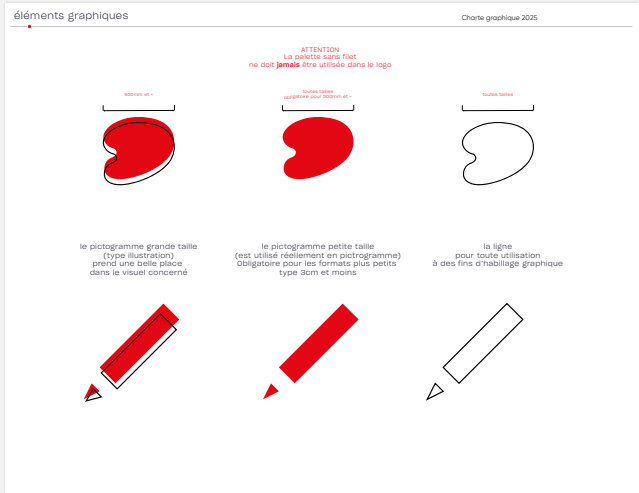 éléments graphiques
Charte graphique 2025
ATTENTION
La palette sans filet
ne doit jamais être utilisée dans le logo
toutes tailles
obligatoire pour 300mm et -
toutes tailles
le pictogramme grande taille
(type illustration)
prend une belle place
dans le visuel concerné
le pictogramme petite taille
(est utilisé réellement en pictrogramme)
Obligatoire pour les formats plus petits
type 3cm et moins
la ligne
pour toute utilisation
à des fins d'habillage graphique